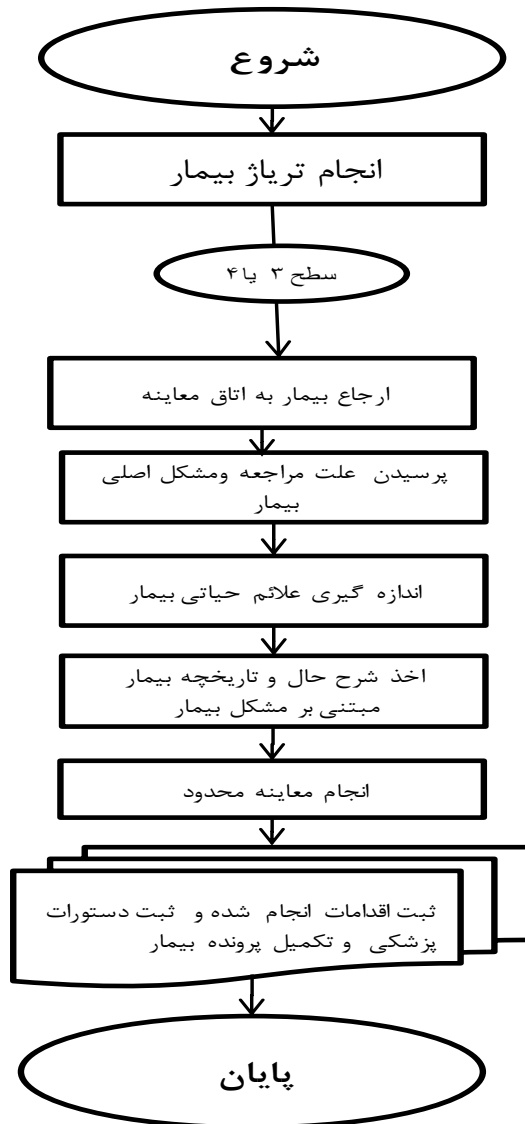 شروع
انجام تریاژ بیمار
سطح ۳ یا ۴
ارجاع بیمار به اتاق معاینه
پرسیدن علت مراجعه ومشکل اصلی
بیمار
اندازه گیری علائم حیاتی بیمار
اخذ شرح حال و تاریخچه بیمار
مبتنی بر مشکل بیمار
انجام معاینه محدود
ثبت اقدامات انجام شده و ثبت دستورات
پزشکی و تکمیل پرونده بیمار
پایان